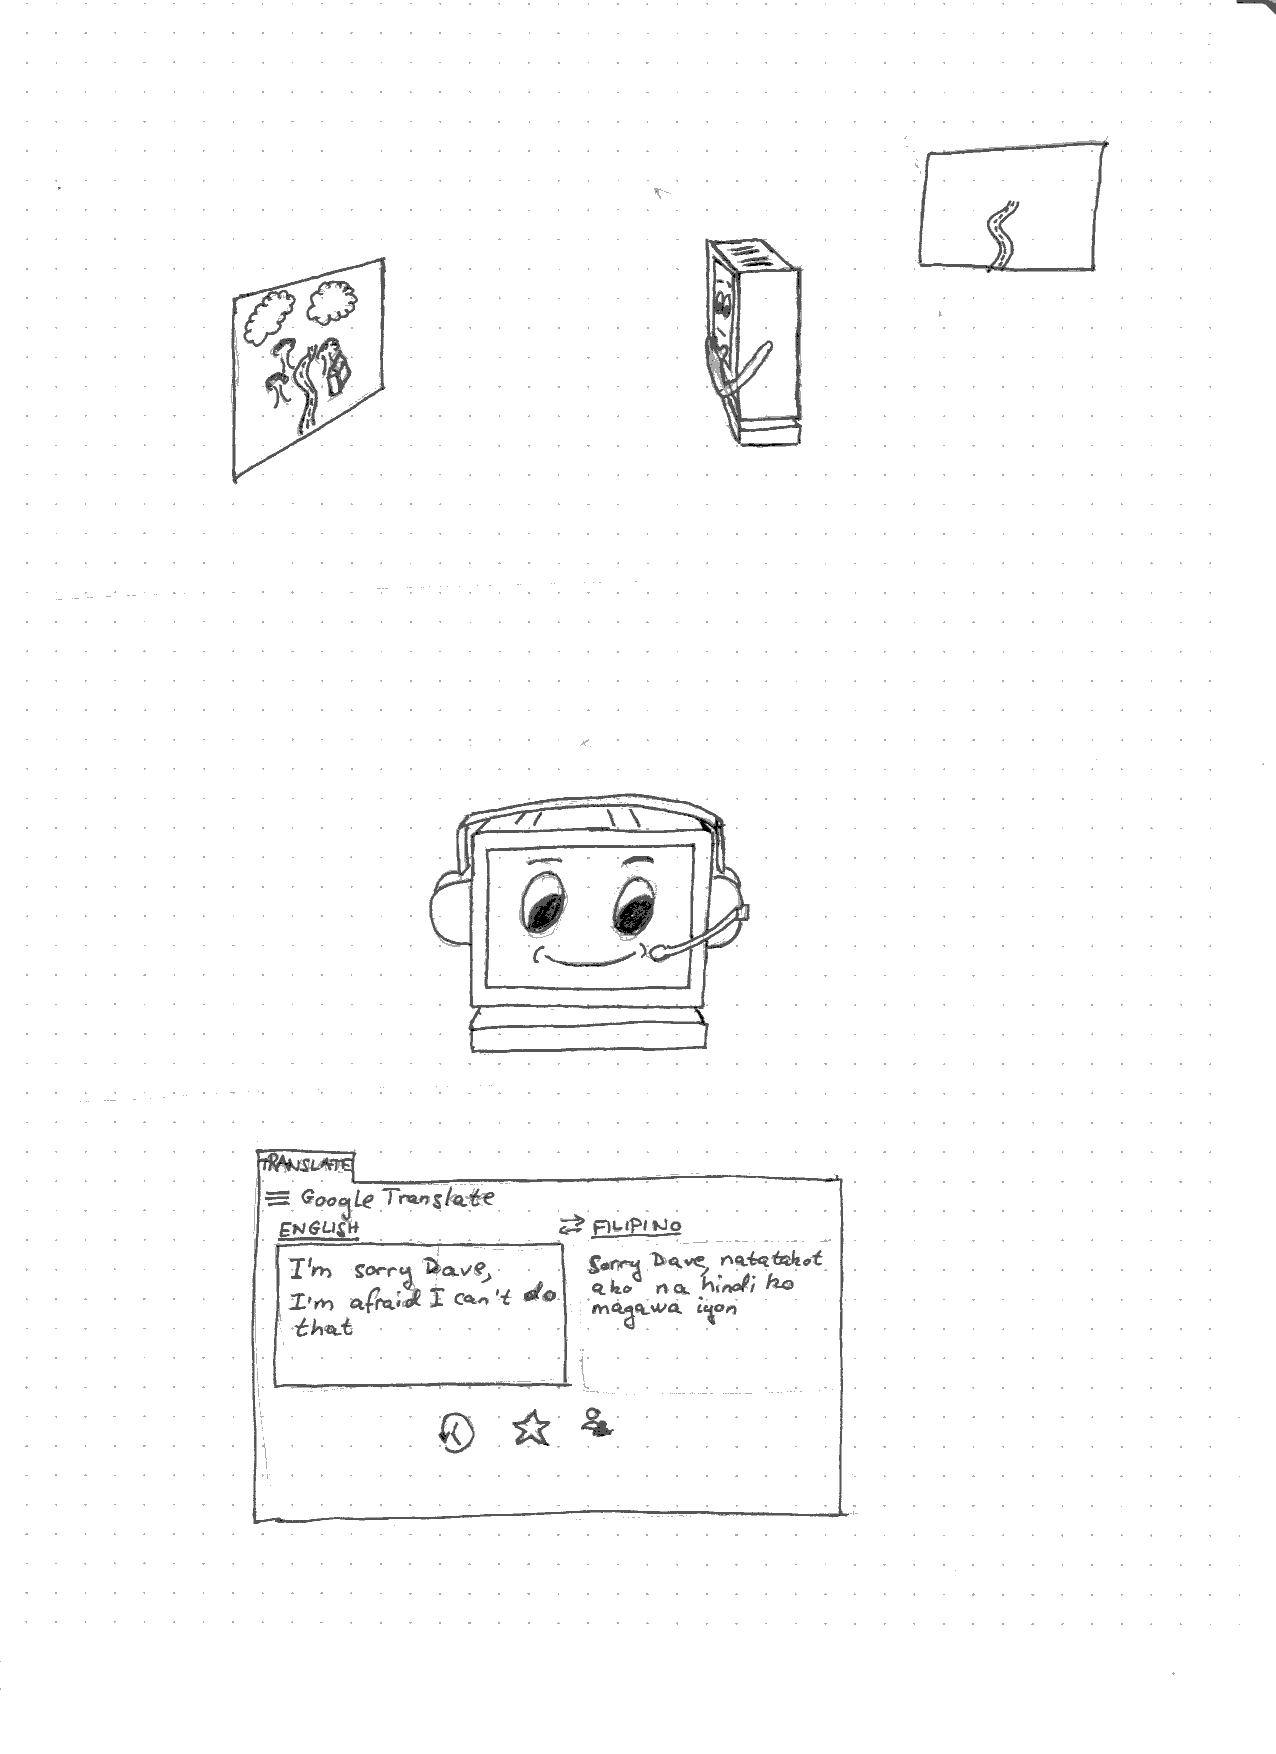 TRANSLATE
Google Translate
ENGLISH
I'm sorry Dave,
I'm afraid I can't do
that
FILIPINO
Sorry Dave, natatakot
ako na hindi ko
magawa iyon